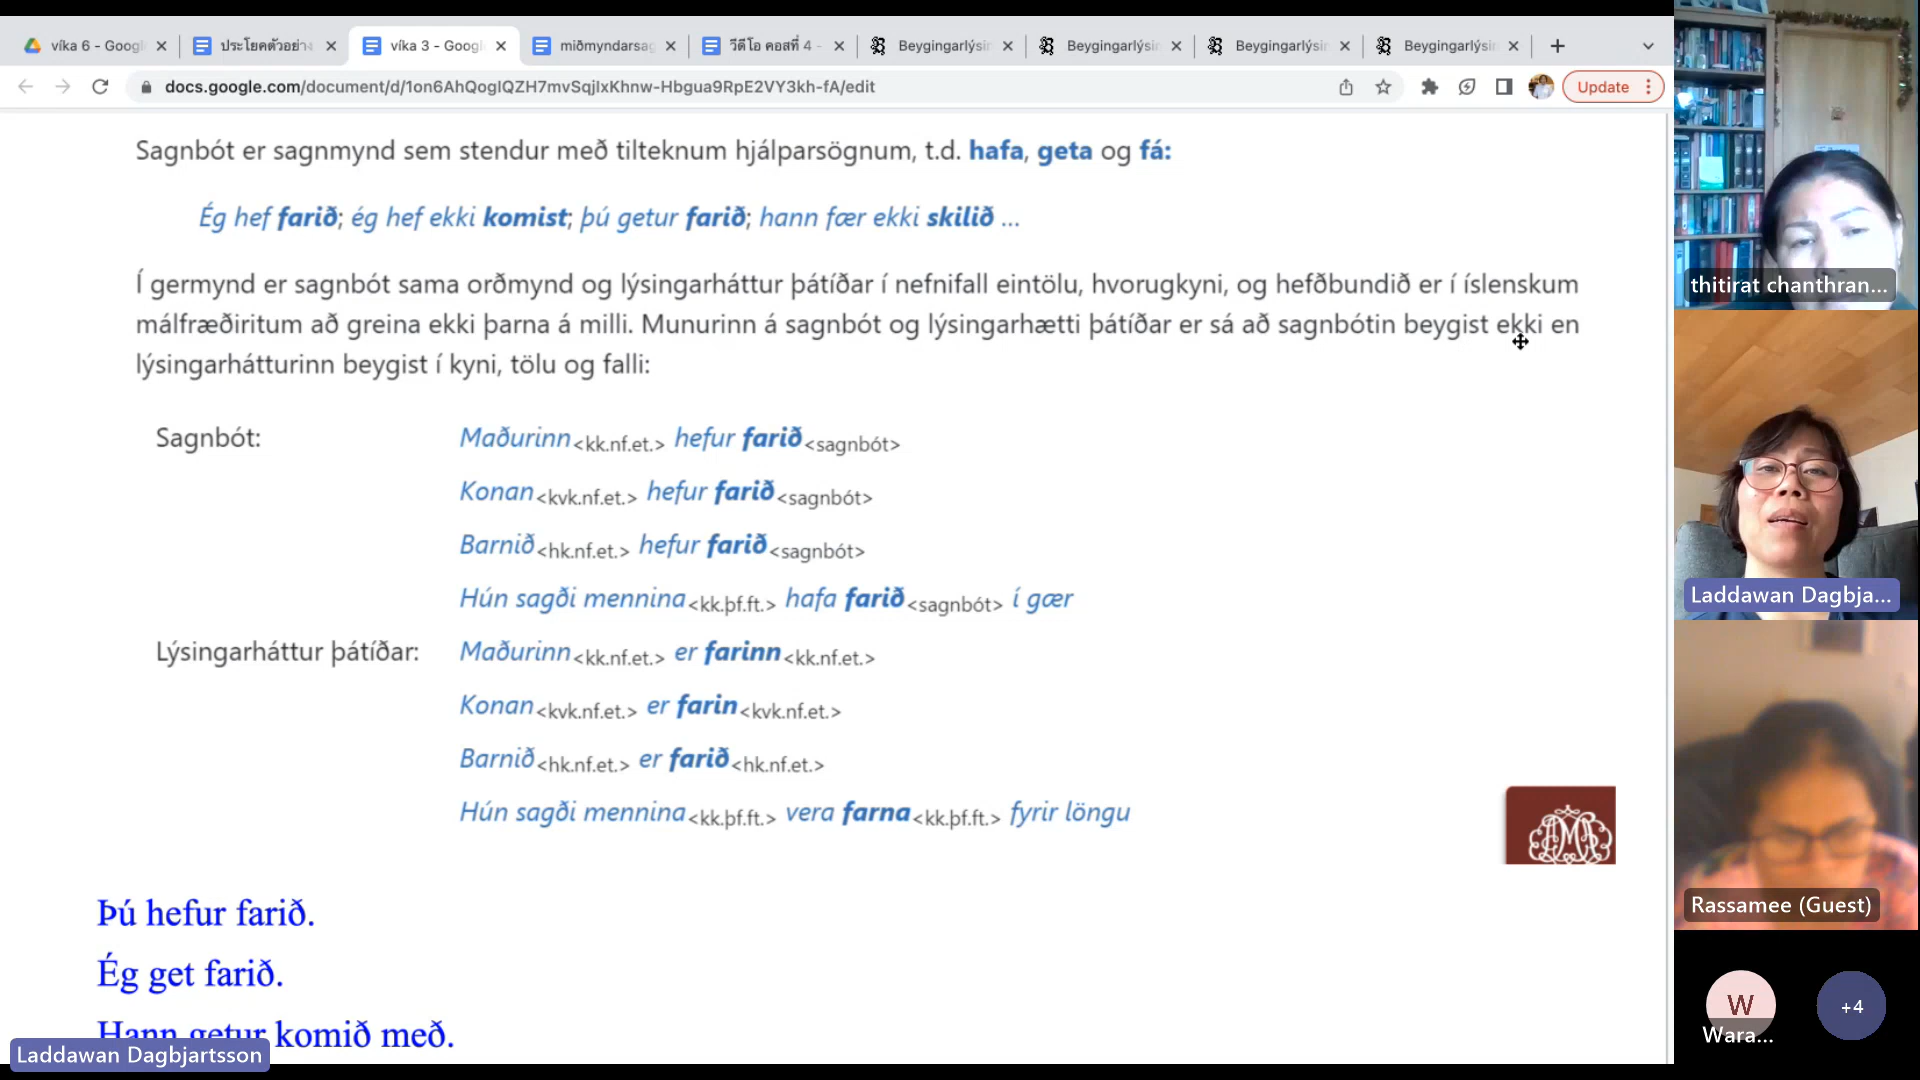 víka 6 - Googl
ประโยคตัวอย่าง
víka 3 - Googl
miðmyndarsag
วีดีโอ คอสที่ 4 -
Beygingarlýsin
Beygingarlýsin
Beygingarlýsin
Beygingarlýsin
docs.google.com/document/d/1on6AhQogIQZH7mvSqjlxKhnw-Hbgua9RpE2VY3kh-fA/edit
Update
Sagnbót er sagnmynd sem stendur með tilteknum hjálparsögnum, t.d. hafa, geta og fá:
Ég hef farið; ég hef ekki komist; þú getur farið; hann fær ekki skilið ...
Í germynd er sagnbót sama orðmynd og lýsingarháttur þátíðar í nefnifall eintölu, hvorugkyni, og hefðbundið er í íslenskum
málfræðiritum að greina ekki þarna á milli. Munurinn á sagnbót og lýsingarhætti þátíðar er sá að sagnbótin beygist ekki en
lýsingarhátturinn beygist í kyni, tölu og falli:
Sagnbót: Maðurinn<kk.nf.et.> hefur farið<sagnbót>
Konan<kvk.nf.et.> hefur farið<sagnbót>
Barnið<hk.nf.et.> hefur farið<sagnbót>
Hún sagði mennina<kk.þf.ft.> hafa farið<sagnbót> í gær
Lýsingarháttur þátíðar: Maðurinn<kk.nf.et.> er farinn<kk.nf.et.>
Konan<kvk.nf.et.> er farin<kvk.nf.et.>
Barnið<hk.nf.et.> er farið<hk.nf.et.>
Hún sagði mennina<kk.þf.ft.> vera farna<kk.þf.ft.> fyrir löngu
Þú hefur farið.
Ég get farið.
Hann getur komið með.
Laddawan Dagbjartsson
thitirat chanthran...
Laddawan Dagbja...
Rassamee (Guest)
W
Wara...
+4